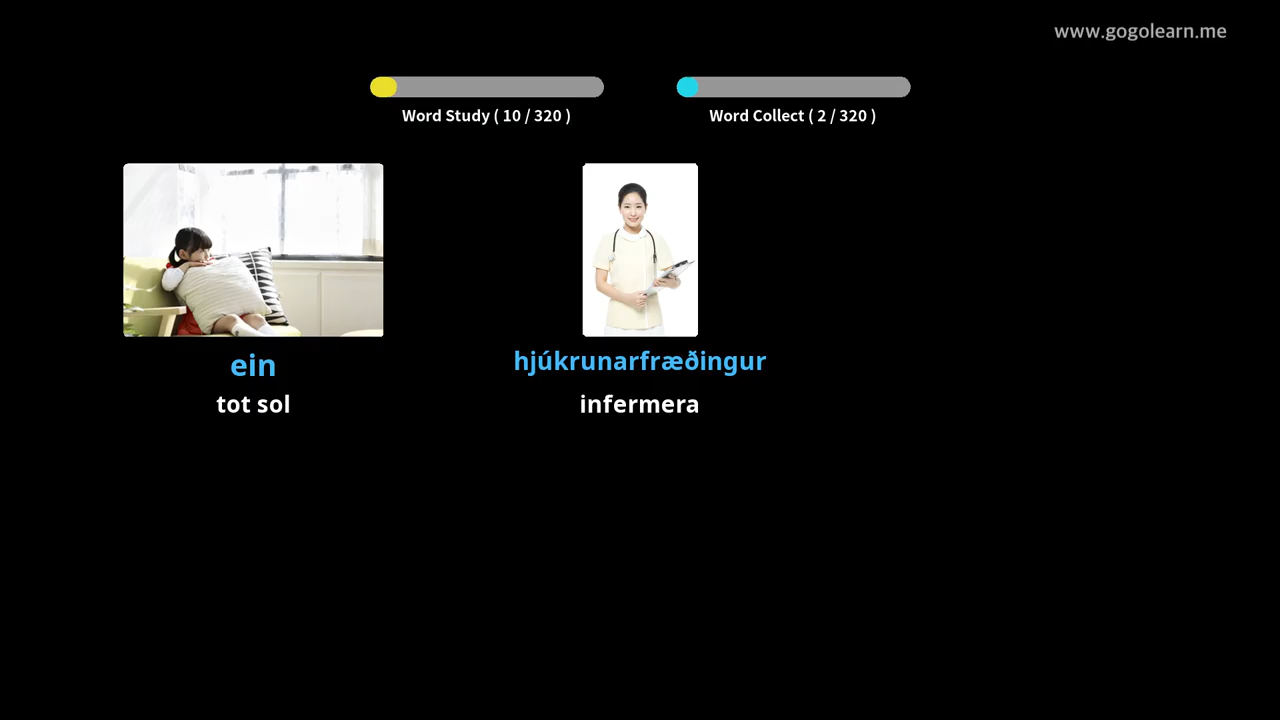 www.gogolearn.me
Word Study ( 10 / 320 )
Word Collect ( 2 / 320 )
ein
tot sol
hjúkrunarfræðingur
infermera